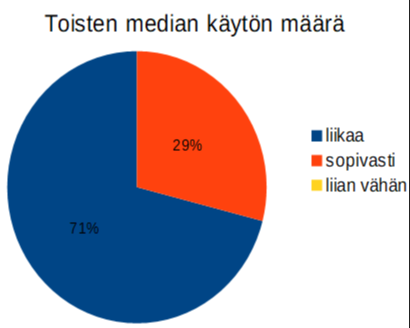 Toisten median käytön määrä
29%
71%
liikaa
sopivasti
liian vähän